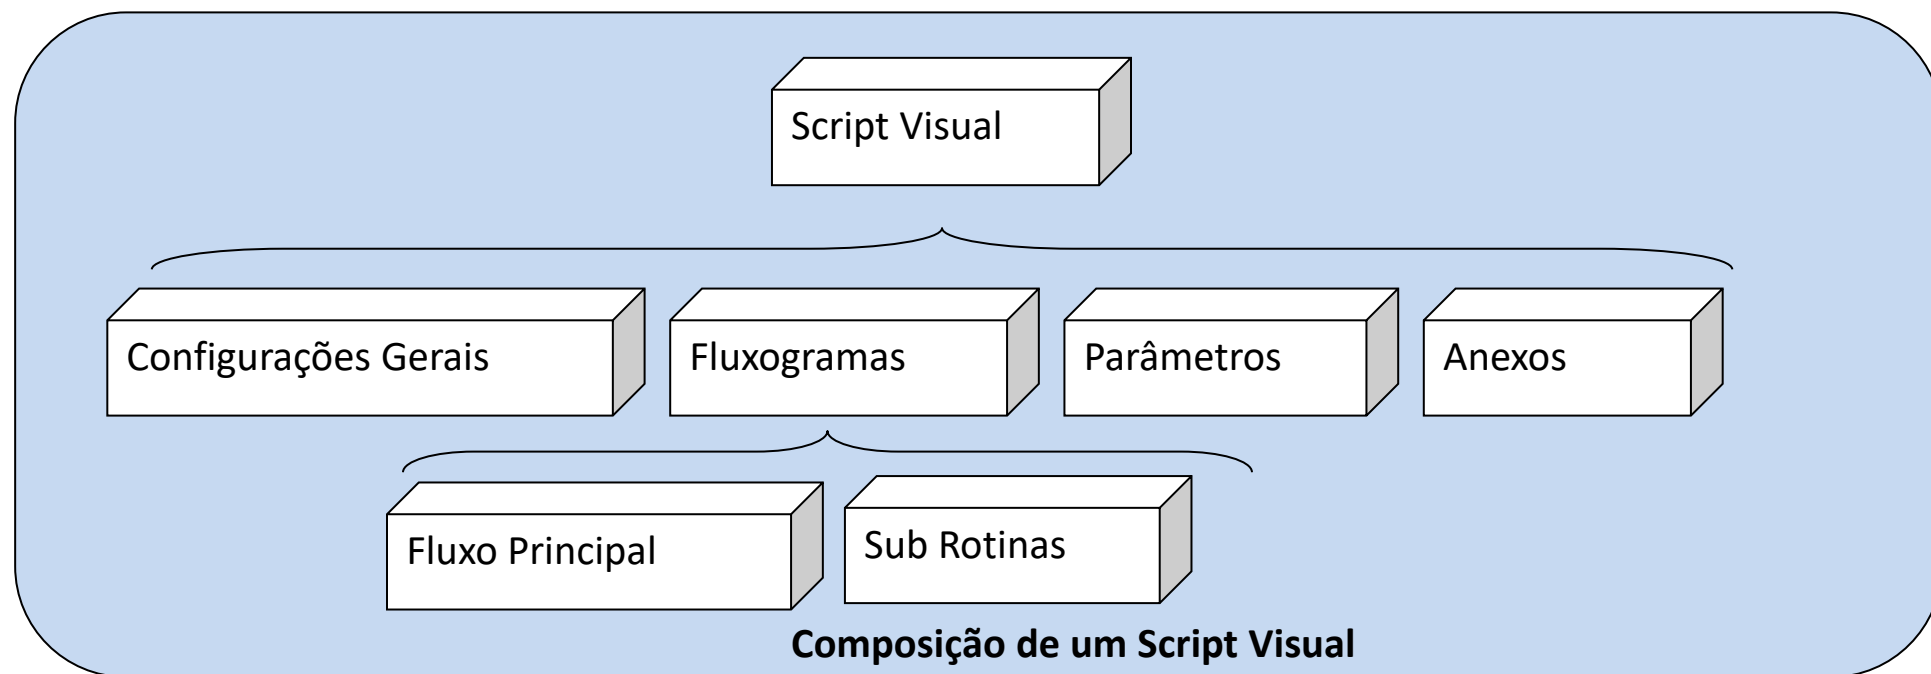 Script Visual
Configurações Gerais
Fluxogramas
Parâmetros
Anexos
Fluxo Principal
Sub Rotinas
Composição de um Script Visual